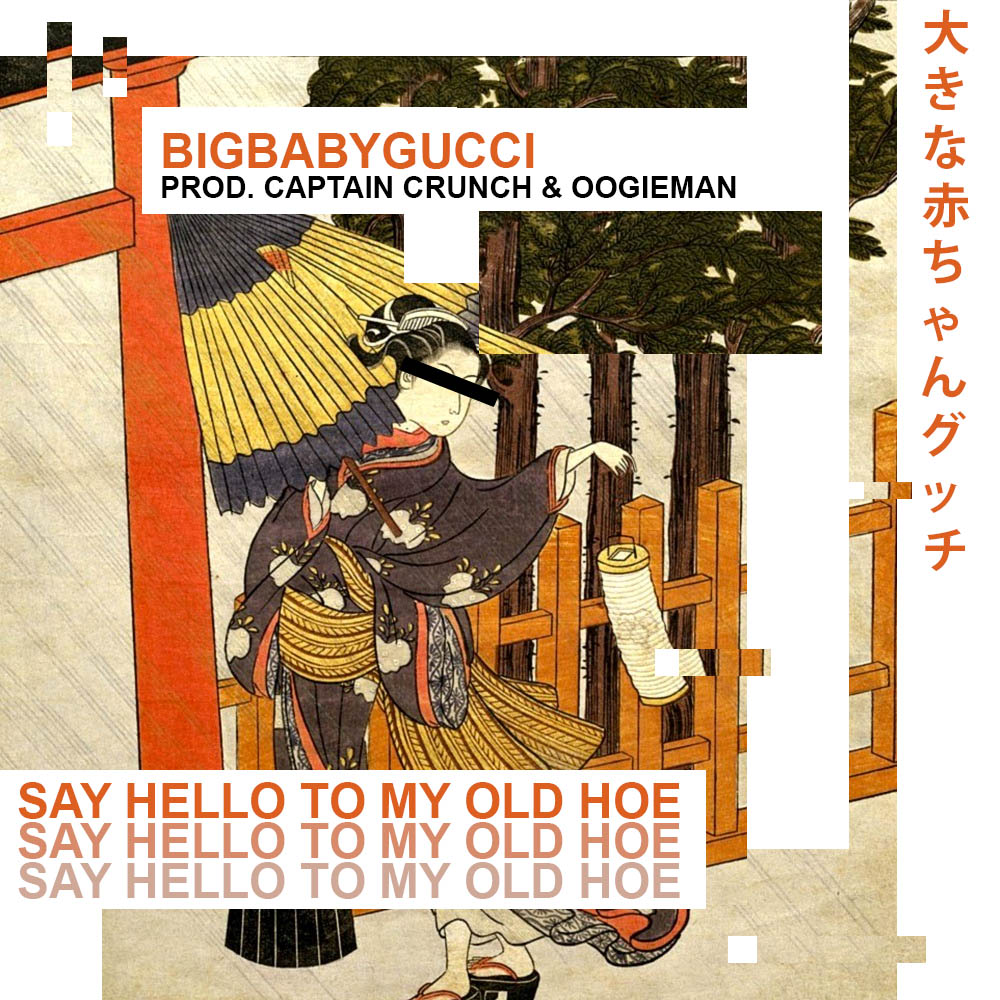 BIGBABYGUCCI
PROD. CAPTAIN CRUNCH & OOGIEMAN
大きな赤ちゃんグッチ
SAY HELLO TO MY OLD HOE
SAY HELLO TO MY OLD HOE
SAY HELLO TO MY OLD HOE